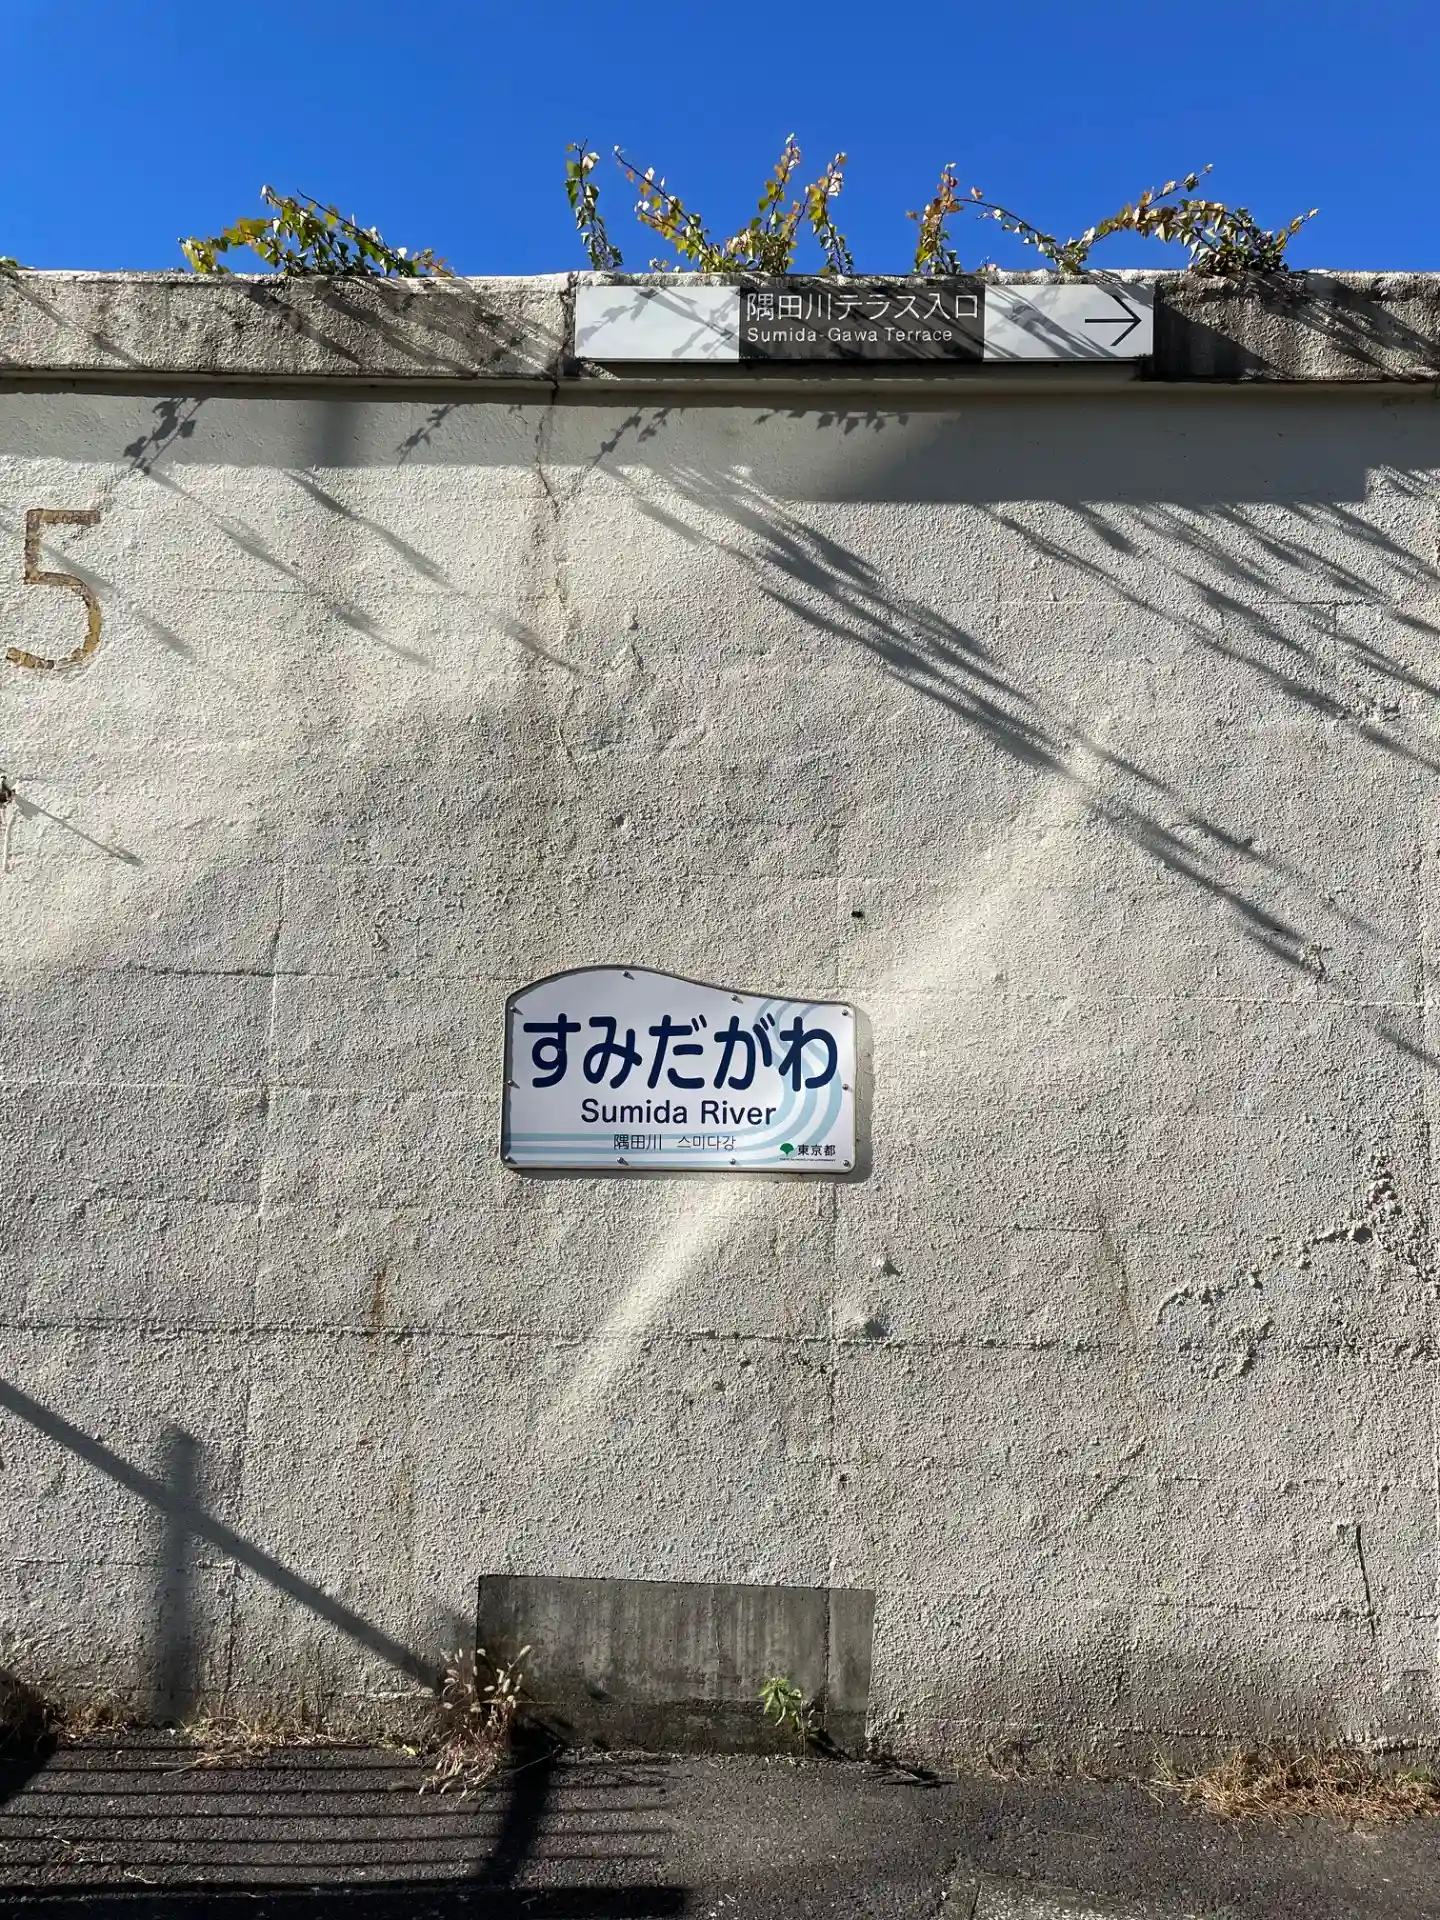 隅田川テラス入口
Sumida-Gawa Terrace
5
すみだがわ
Sumida River
隅田川 스미다강
東京都